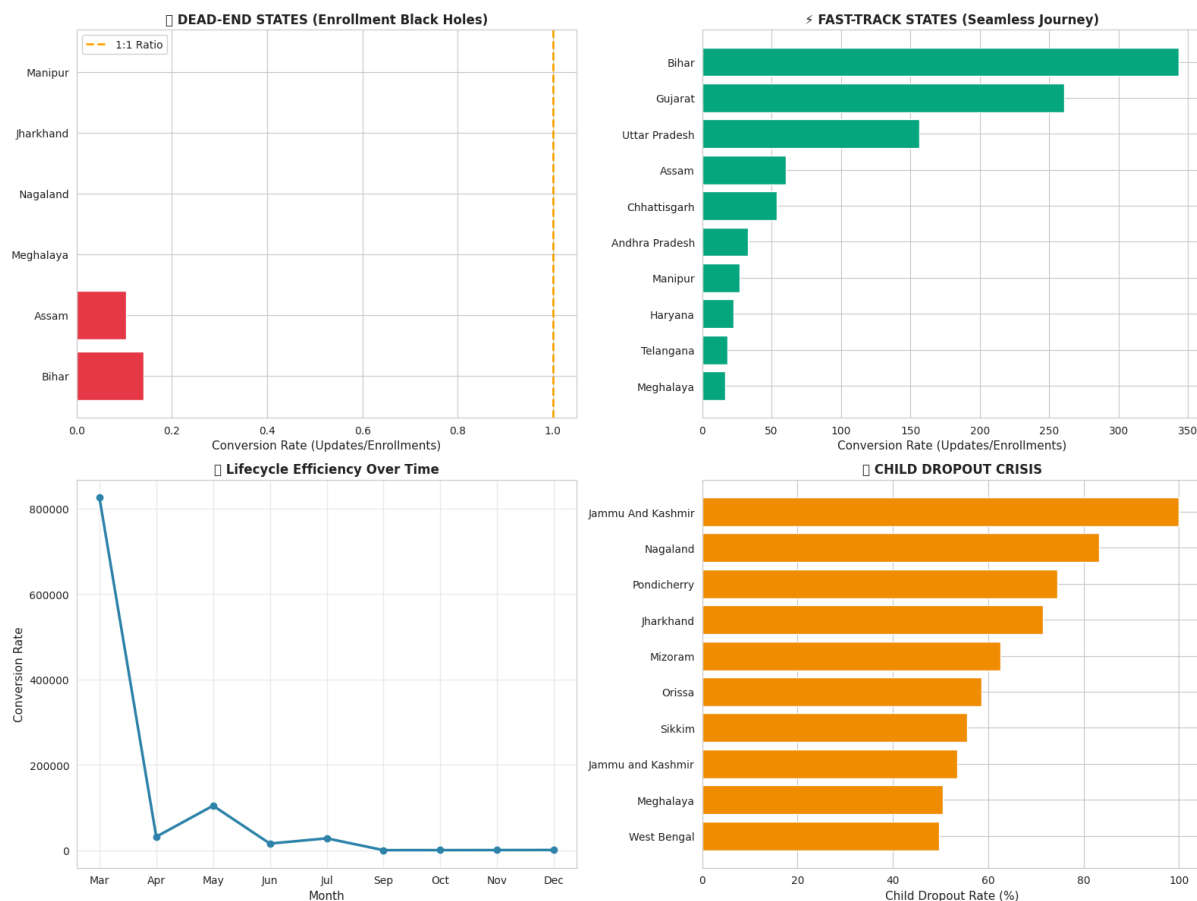 DEAD-END STATES (Enrollment Black Holes)
1:1 Ratio
Manipur
Jharkhand
Nagaland
Meghalaya
Assam
Bihar
0.0 0.2 0.4 0.6 0.8 1.0
Conversion Rate (Updates/Enrollments)
⚡ FAST-TRACK STATES (Seamless Journey)
Bihar
Gujarat
Uttar Pradesh
Assam
Chhattisgarh
Andhra Pradesh
Manipur
Haryana
Telangana
Meghalaya
0 50 100 150 200 250 300 350
Conversion Rate (Updates/Enrollments)
Lifecycle Efficiency Over Time
Conversion Rate
800000
600000
400000
200000
0
Mar Apr May Jun Jul Sep Oct Nov Dec
Month
CHILD DROPOUT CRISIS
Jammu And Kashmir
Nagaland
Pondicherry
Jharkhand
Mizoram
Orissa
Sikkim
Jammu and Kashmir
Meghalaya
West Bengal
0 20 40 60 80 100
Child Dropout Rate (%)